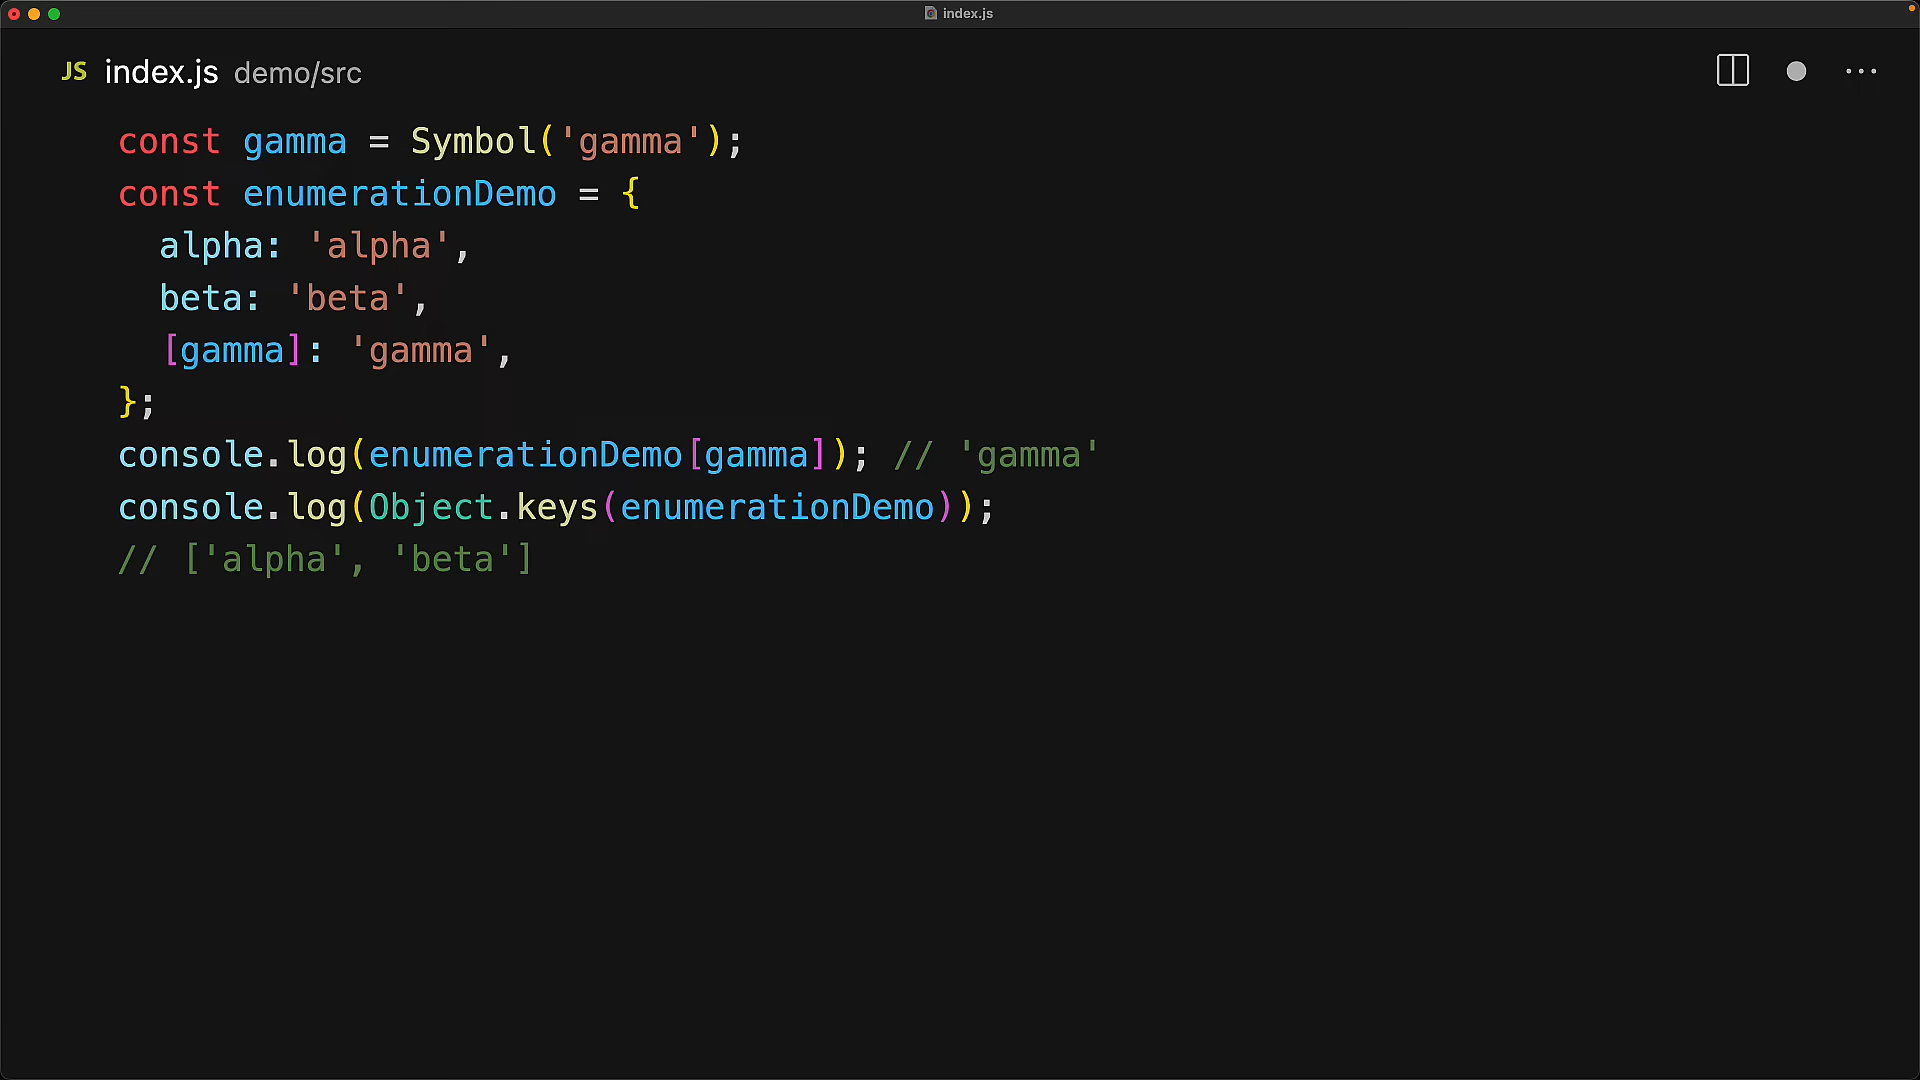 index.js
JS index.js demo/src
const gamma = Symbol('gamma');
const enumerationDemo = {
  alpha: 'alpha',
  beta: 'beta',
  [gamma]: 'gamma',
};
console.log(enumerationDemo[gamma]); // 'gamma'
console.log(Object.keys(enumerationDemo));
// ['alpha', 'beta']